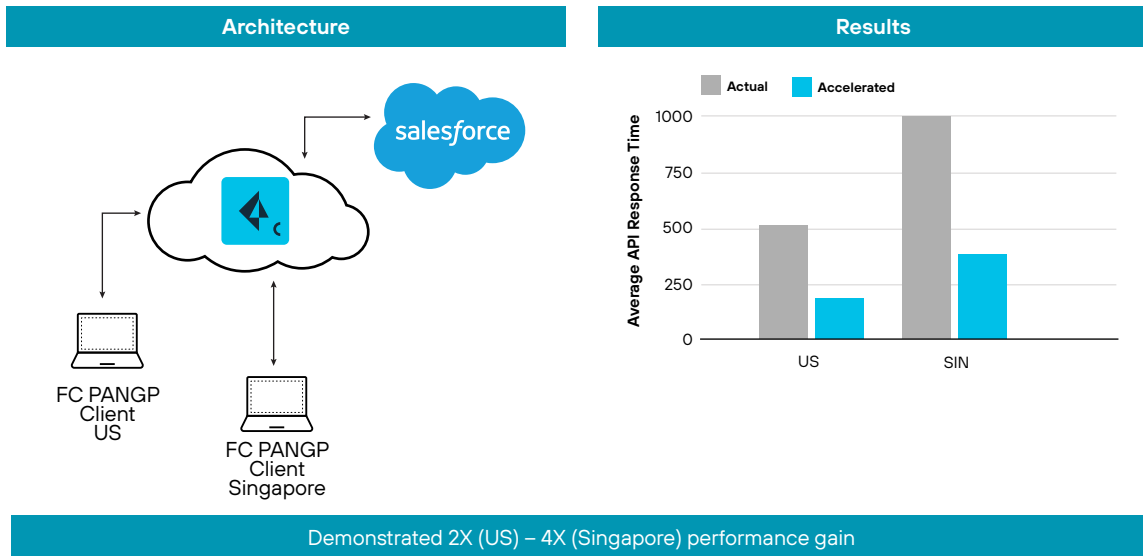 Architecture
salesforce
C
FC PANGP
Client
US
FC PANGP
Client
Singapore
Results
Actual
Accelerated
Average API Response Time
1000
750
500
250
0
US
SIN
Demonstrated 2X (US) – 4X (Singapore) performance gain